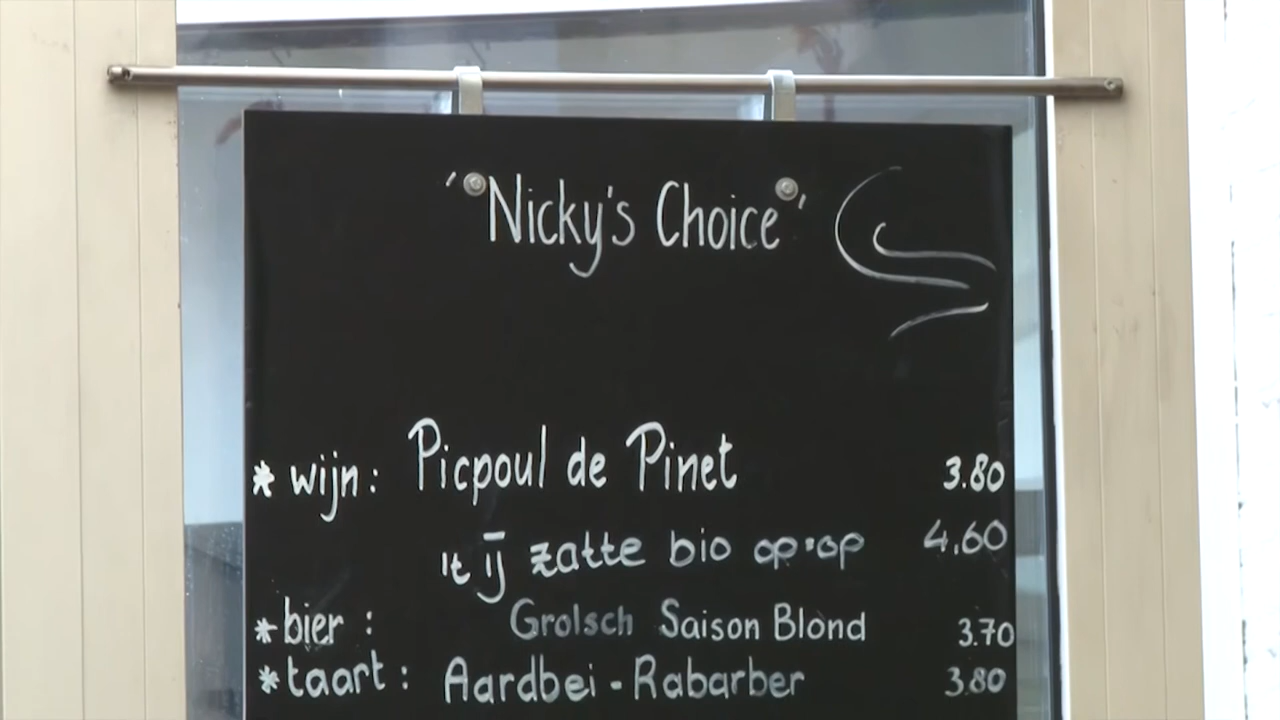 "Nicky's Choice"
* wijn: Picpoul de Pinet 3.80
't ij zatte bio op=op 4.60
* bier: Grolsch Saison Blond 3.70
* taart: Aardbei - Rabarber 3.80